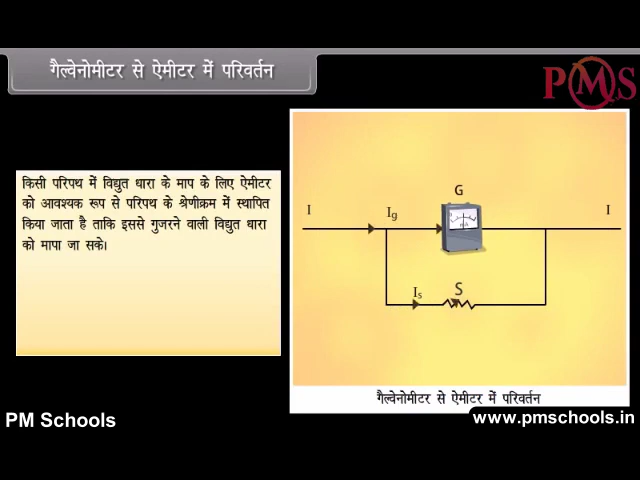 गैल्वेनोमीटर से ऐमीटर में परिवर्तन
PMS
किसी परिपथ में विद्युत धारा के माप के लिए ऐमीटर
को आवश्यक रूप से परिपथ के श्रेणीक्रम में स्थापित
किया जाता है ताकि इससे गुजरने वाली विद्युत धारा
को मापा जा सके।
G
I
Ig
I
Is
S
गैल्वेनोमीटर से ऐमीटर में परिवर्तन
PM Schools
www.pmschools.in